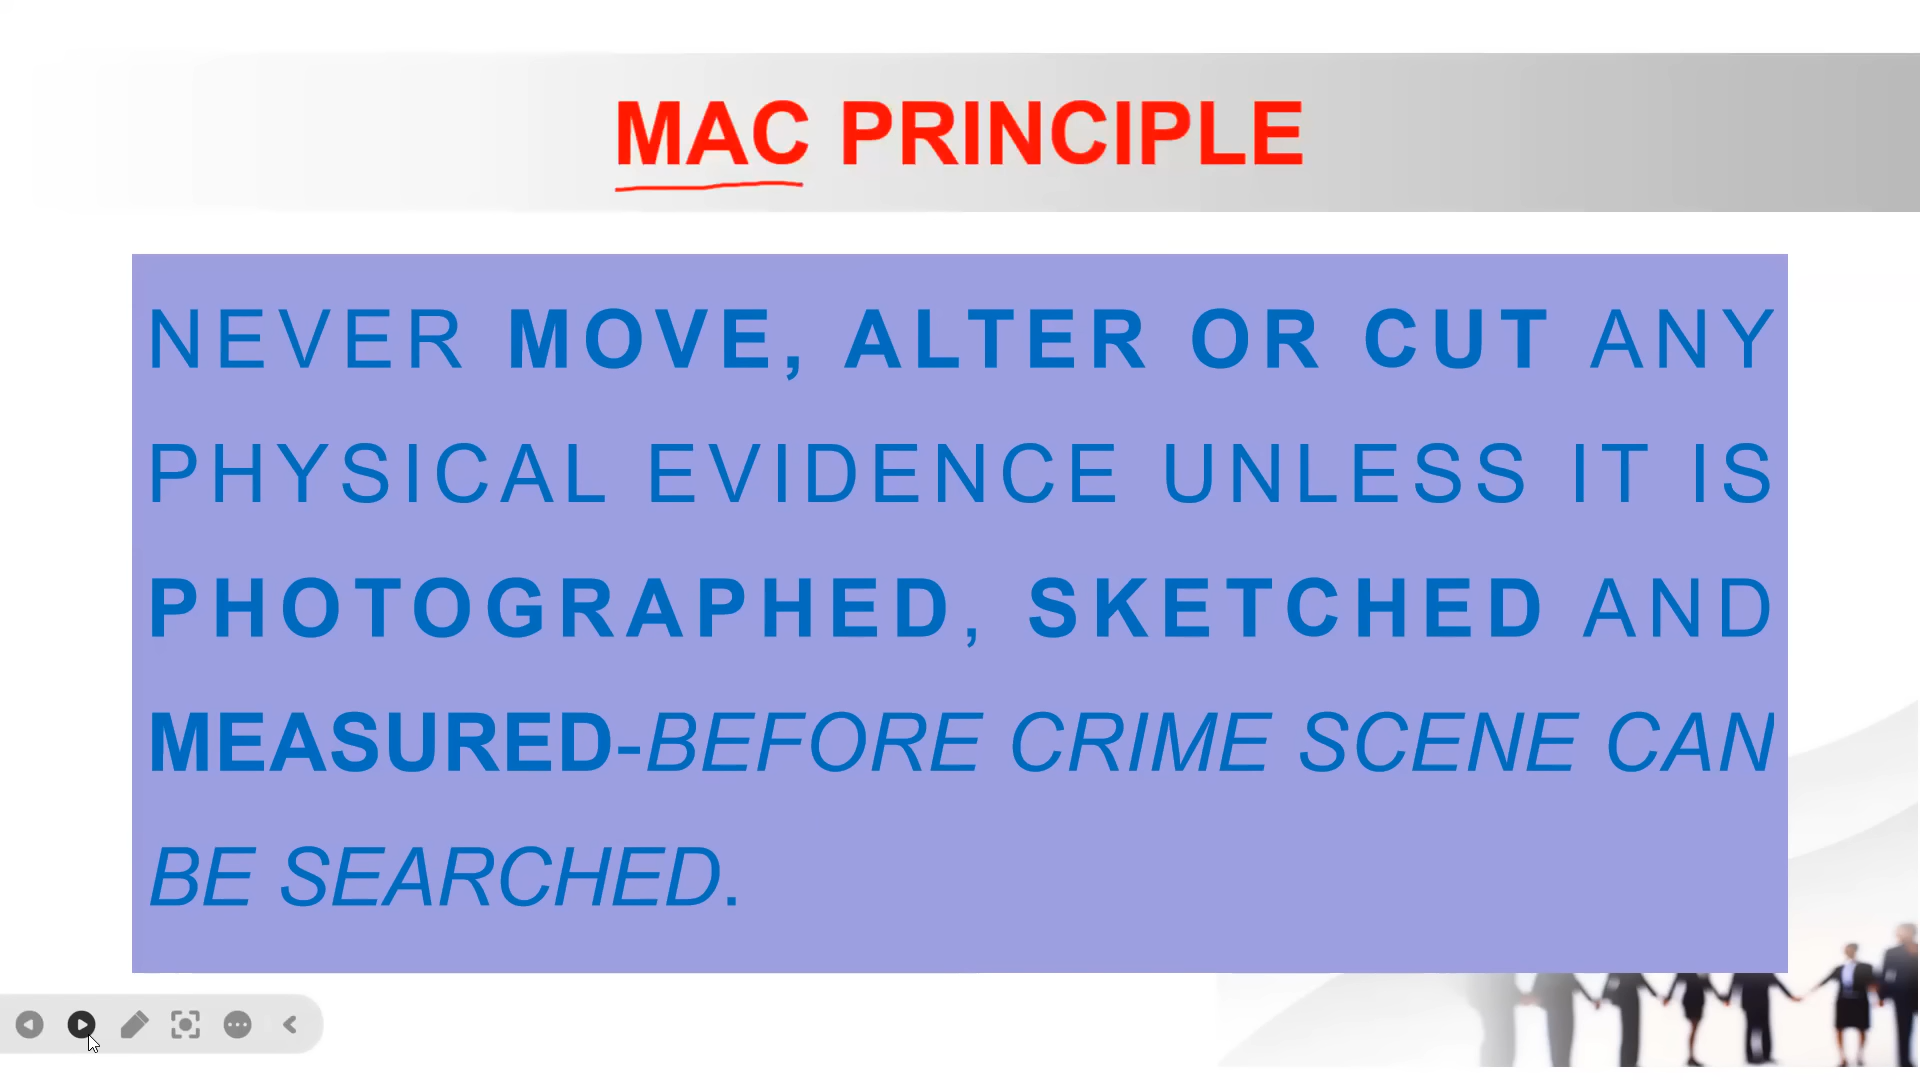 MAC PRINCIPLE
NEVER MOVE, ALTER OR CUT ANY
PHYSICAL EVIDENCE UNLESS IT IS
PHOTOGRAPHED, SKETCHED AND
MEASURED-BEFORE CRIME SCENE CAN
BE SEARCHED.